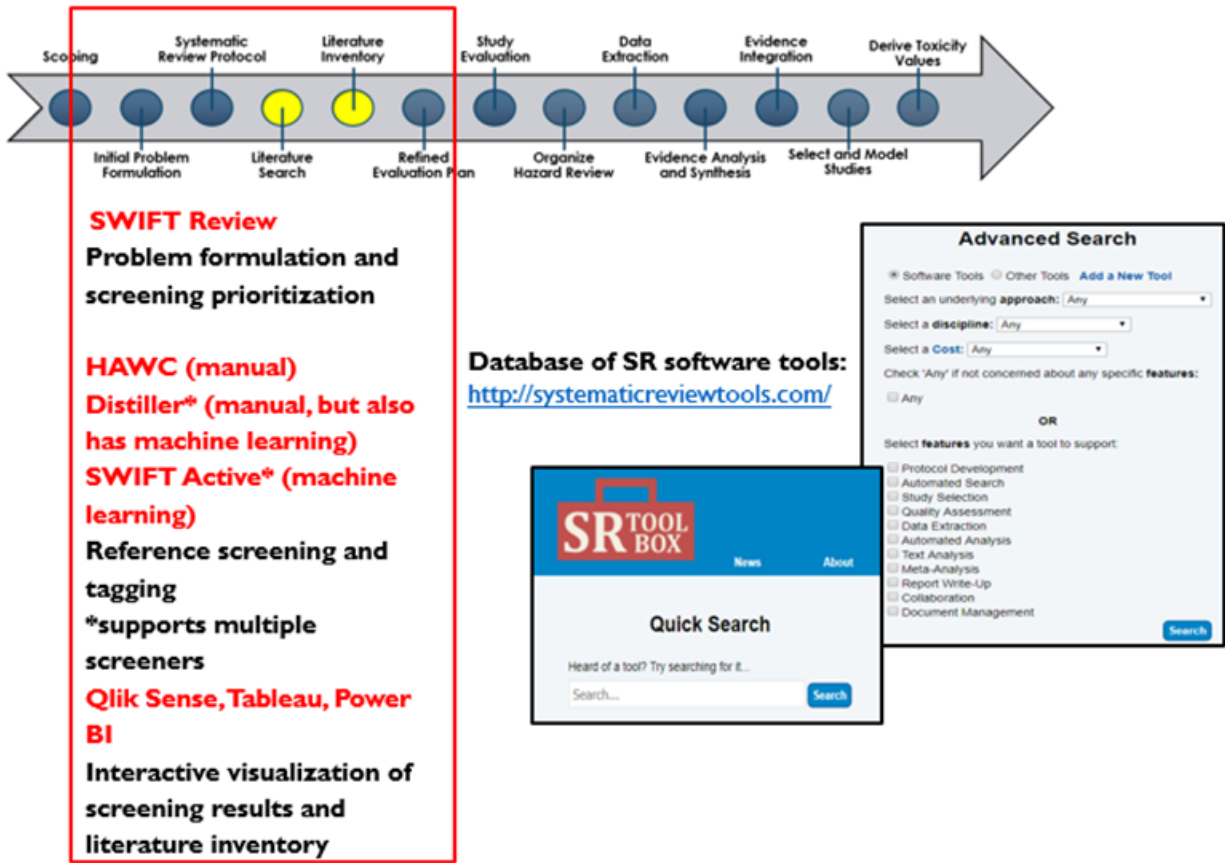 Scoping
Systematic
Review Protocol
Literature
Inventory
Study
Evaluation
Data
Extraction
Evidence
Integration
Derive Toxicity
Values
Initial Problem
Formulation
Literature
Search
Refined
Evaluation Plan
Organize
Hazard Review
Evidence Analysis
and Synthesis
Select and Model
Studies
SWIFT Review
Problem formulation and
screening prioritization
HAWC (manual)
Distiller* (manual, but also
has machine learning)
SWIFT Active* (machine
learning)
Reference screening and
tagging
*supports multiple
screeners
Qlik Sense, Tableau, Power
BI
Interactive visualization of
screening results and
literature inventory
Database of SR software tools:
http://systematicreviewtools.com/
SR TOOL
BOX
News About
Quick Search
Heard of a tool? Try searching for it...
Search... Search
Advanced Search
Software Tools Other Tools Add a New Tool
Select an underlying approach: Any
Select a discipline: Any
Select a Cost: Any
Check 'Any' if not concerned about any specific features:
Any
OR
Select features you want a tool to support:
Protocol Development
Automated Search
Study Selection
Quality Assessment
Data Extraction
Automated Analysis
Text Analysis
Meta-Analysis
Report Write-Up
Collaboration
Document Management
Search